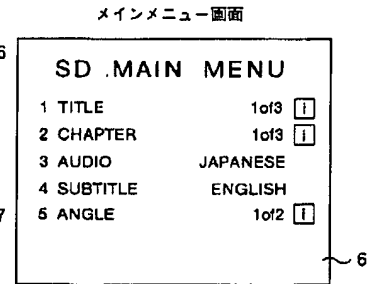 メインメニュー画面
6
SD .MAIN MENU
1 TITLE 1of3 i
2 CHAPTER 1of3 i
3 AUDIO JAPANESE
4 SUBTITLE ENGLISH
7
5 ANGLE 1of2 i
6